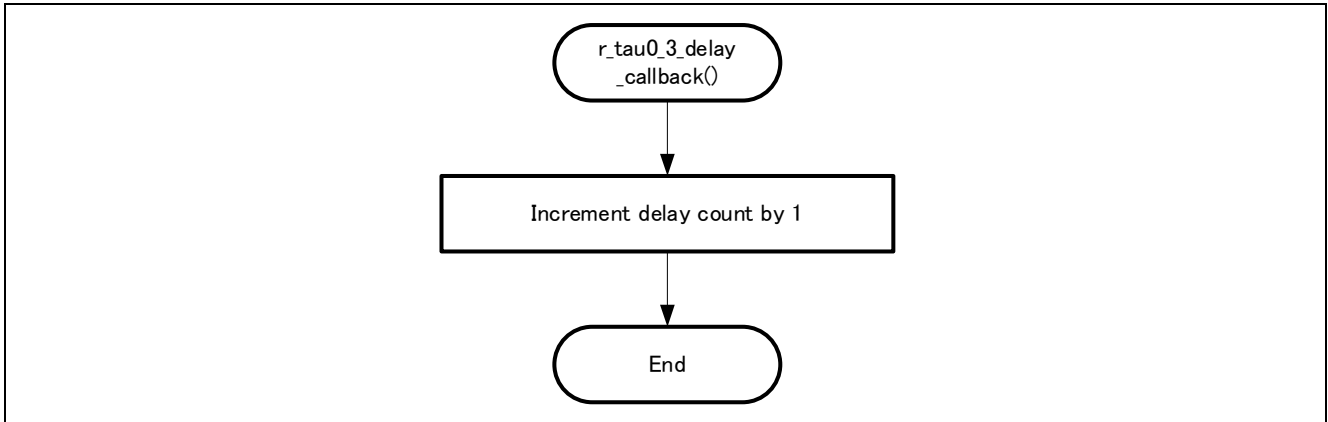 r_tau0_3_delay
_callback()
Increment delay count by 1
End